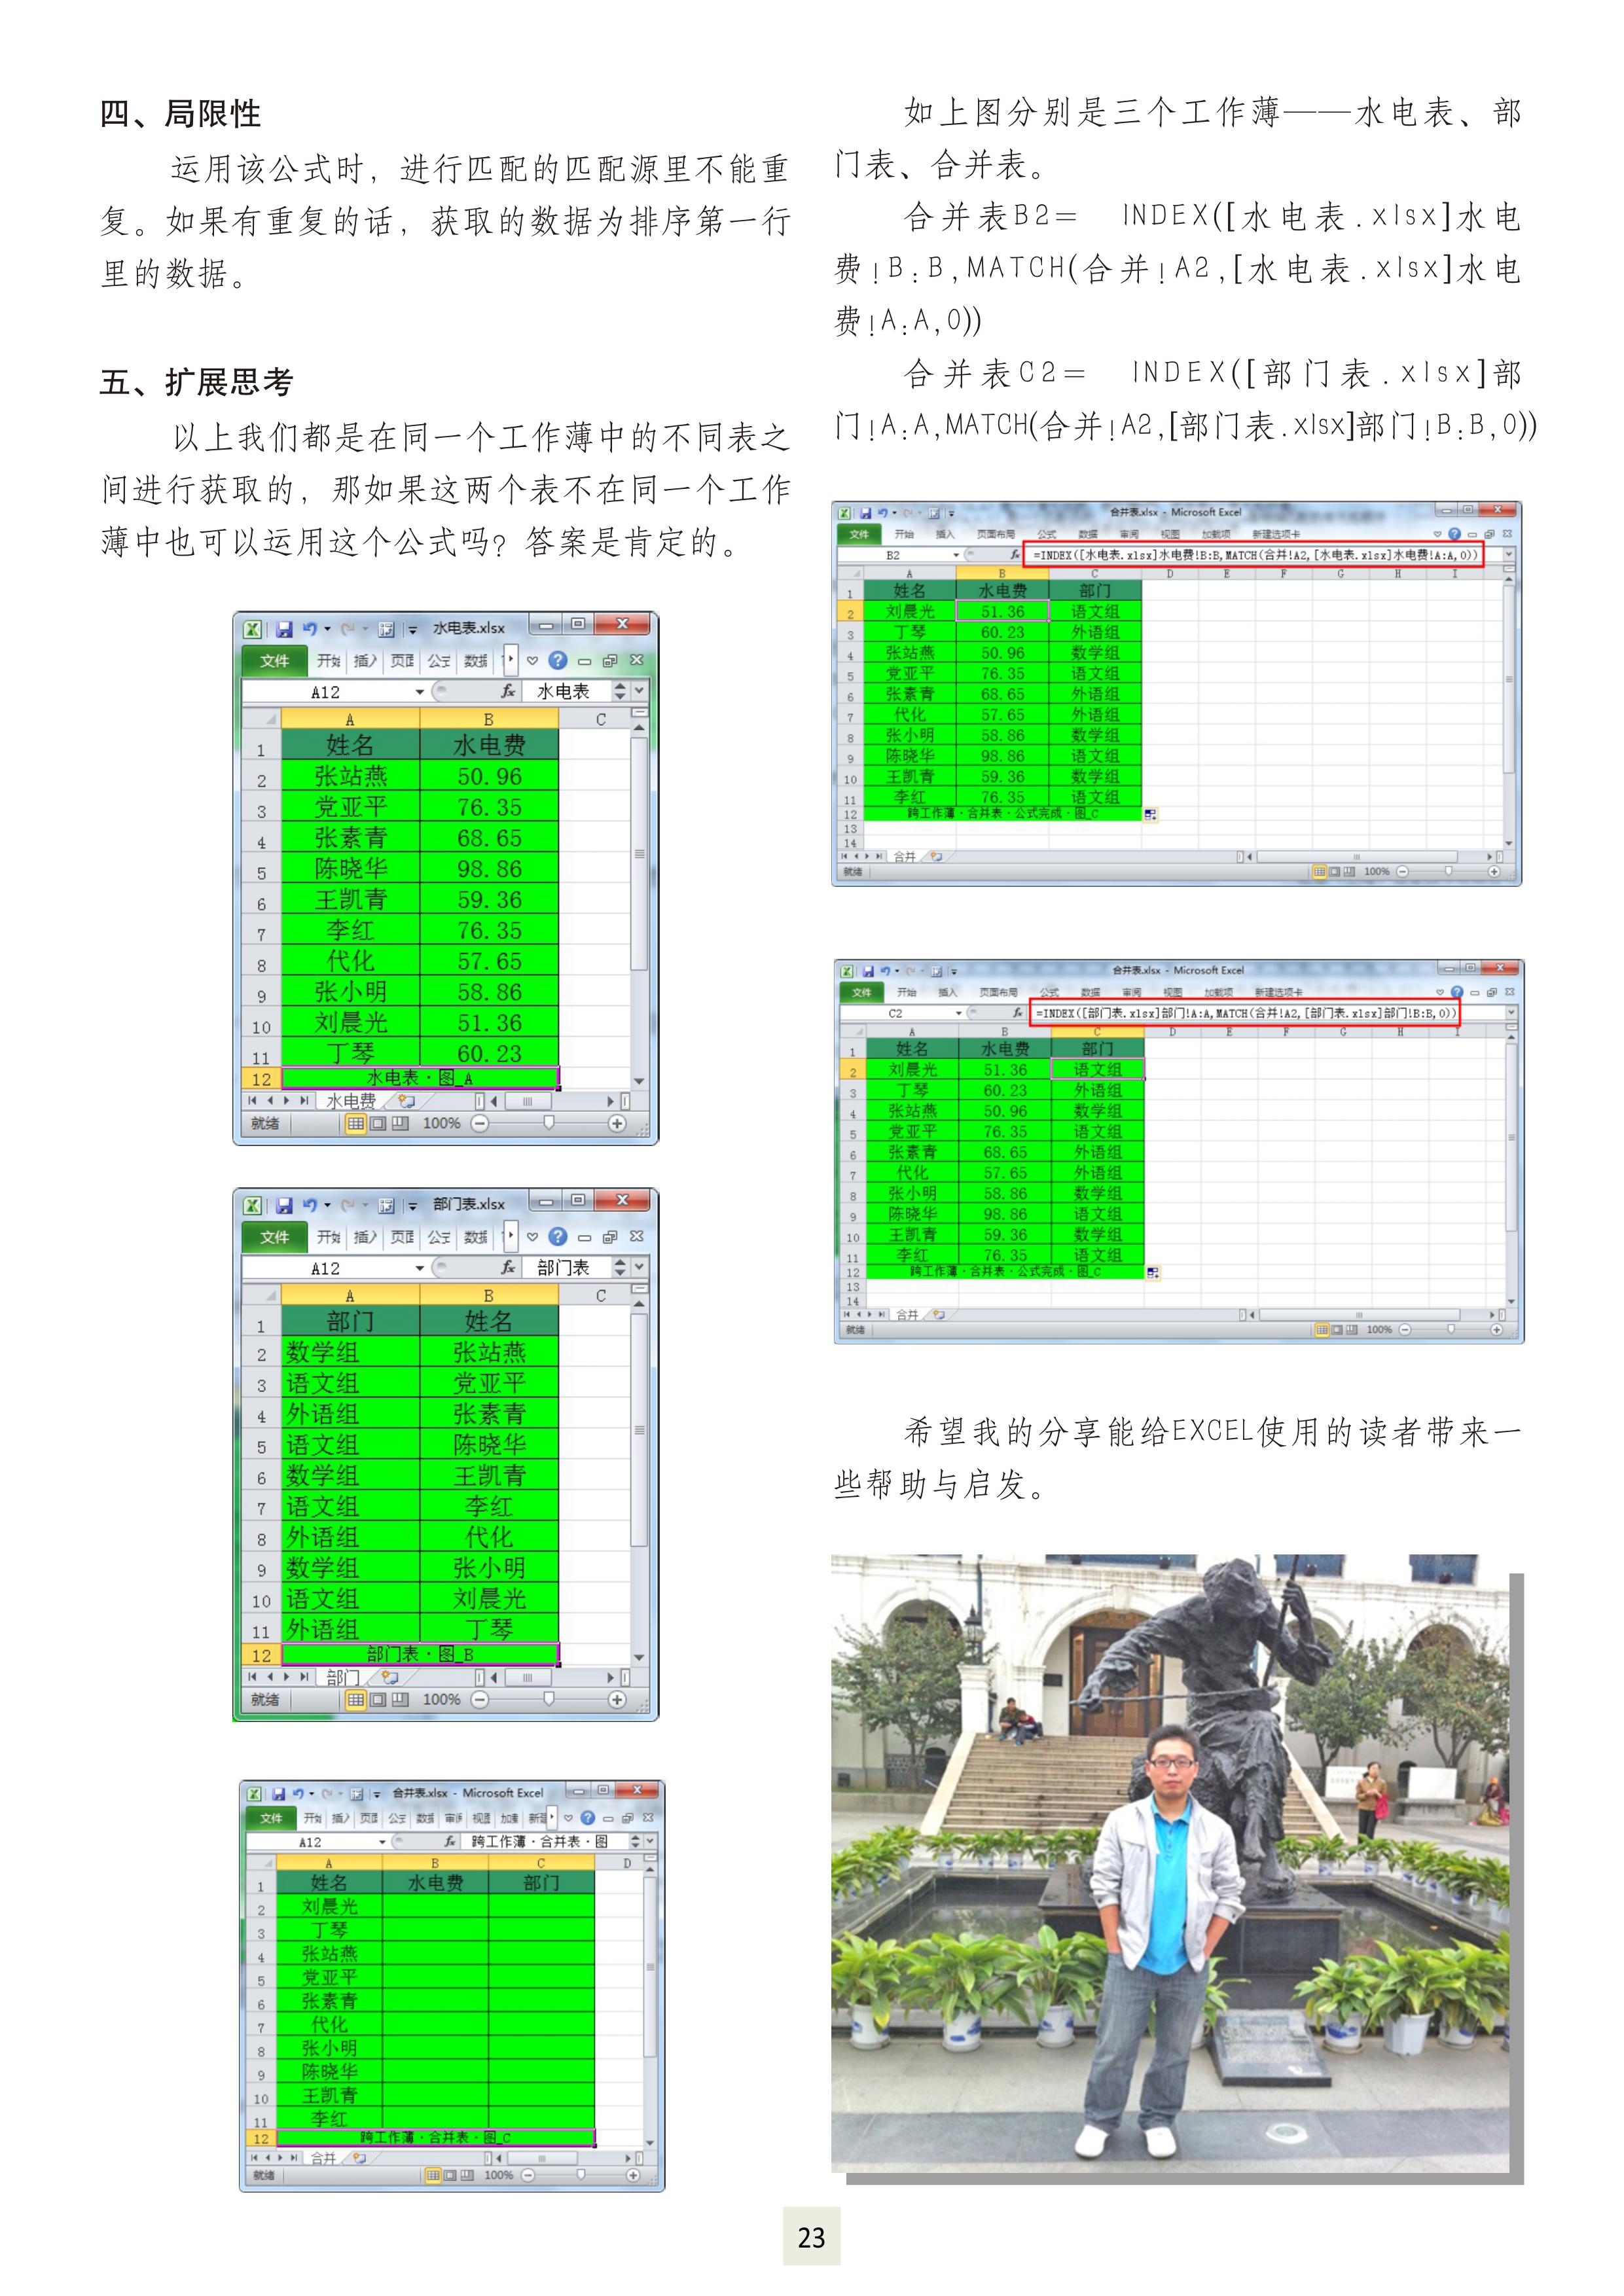 四、局限性
运用该公式时，进行匹配的匹配源里不能重
复。如果有重复的话，获取的数据为排序第一行
里的数据。
五、扩展思考
以上我们都是在同一个工作薄中的不同表之
间进行获取的，那如果这两个表不在同一个工作
薄中也可以运用这个公式吗？答案是肯定的。
水电表.xlsx
文件 开始 插入 页面 公式 数据
A12 fx 水电表
A B C
1 姓名 水电费
2 张站燕 50.96
3 党亚平 76.35
4 张素青 68.65
5 陈晓华 98.86
6 王凯青 59.36
7 李红 76.35
8 代化 57.65
9 张小明 58.86
10 刘晨光 51.36
11 丁琴 60.23
12 水电表·图_A
水电费
就绪 100%
部门表.xlsx
文件 开始 插入 页面 公式 数据
A12 fx 部门表
A B C
1 部门 姓名
2 数学组 张站燕
3 语文组 党亚平
4 外语组 张素青
5 语文组 陈晓华
6 数学组 王凯青
7 语文组 李红
8 外语组 代化
9 数学组 张小明
10 语文组 刘晨光
11 外语组 丁琴
12 部门表·图_B
部门
就绪 100%
合并表.xlsx - Microsoft Excel
文件 开始 插入 页面 公式 数据 审阅 视图 加载 新建
A12 fx 跨工作薄·合并表·图
A B C D
1 姓名 水电费 部门
2 刘晨光
3 丁琴
4 张站燕
5 党亚平
6 张素青
7 代化
8 张小明
9 陈晓华
10 王凯青
11 李红
12 跨工作薄·合并表·图_C
合并
就绪 100%
如上图分别是三个工作薄——水电表、部
门表、合并表。
合并表B2= INDEX([水电表.xlsx]水电
费!B:B,MATCH(合并!A2,[水电表.xlsx]水电
费!A:A,0))
合并表C2= INDEX([部门表.xlsx]部
门!A:A,MATCH(合并!A2,[部门表.xlsx]部门!B:B,0))
合并表.xlsx - Microsoft Excel
文件 开始 插入 页面布局 公式 数据 审阅 视图 加载项 新建选项卡
B2 fx =INDEX([水电表.xlsx]水电费!B:B,MATCH(合并!A2,[水电表.xlsx]水电费!A:A,0))
A B C D E F G H I
1 姓名 水电费 部门
2 刘晨光 51.36 语文组
3 丁琴 60.23 外语组
4 张站燕 50.96 数学组
5 党亚平 76.35 语文组
6 张素青 68.65 外语组
7 代化 57.65 外语组
8 张小明 58.86 数学组
9 陈晓华 98.86 语文组
10 王凯青 59.36 数学组
11 李红 76.35 语文组
12 跨工作薄·合并表·公式完成·图_C
13
14
合并
就绪 100%
合并表.xlsx - Microsoft Excel
文件 开始 插入 页面布局 公式 数据 审阅 视图 加载项 新建选项卡
C2 fx =INDEX([部门表.xlsx]部门!A:A,MATCH(合并!A2,[部门表.xlsx]部门!B:B,0))
A B C D E F G H I
1 姓名 水电费 部门
2 刘晨光 51.36 语文组
3 丁琴 60.23 外语组
4 张站燕 50.96 数学组
5 党亚平 76.35 语文组
6 张素青 68.65 外语组
7 代化 57.65 外语组
8 张小明 58.86 数学组
9 陈晓华 98.86 语文组
10 王凯青 59.36 数学组
11 李红 76.35 语文组
12 跨工作薄·合并表·公式完成·图_C
13
14
合并
就绪 100%
希望我的分享能给EXCEL使用的读者带来一
些帮助与启发。
23